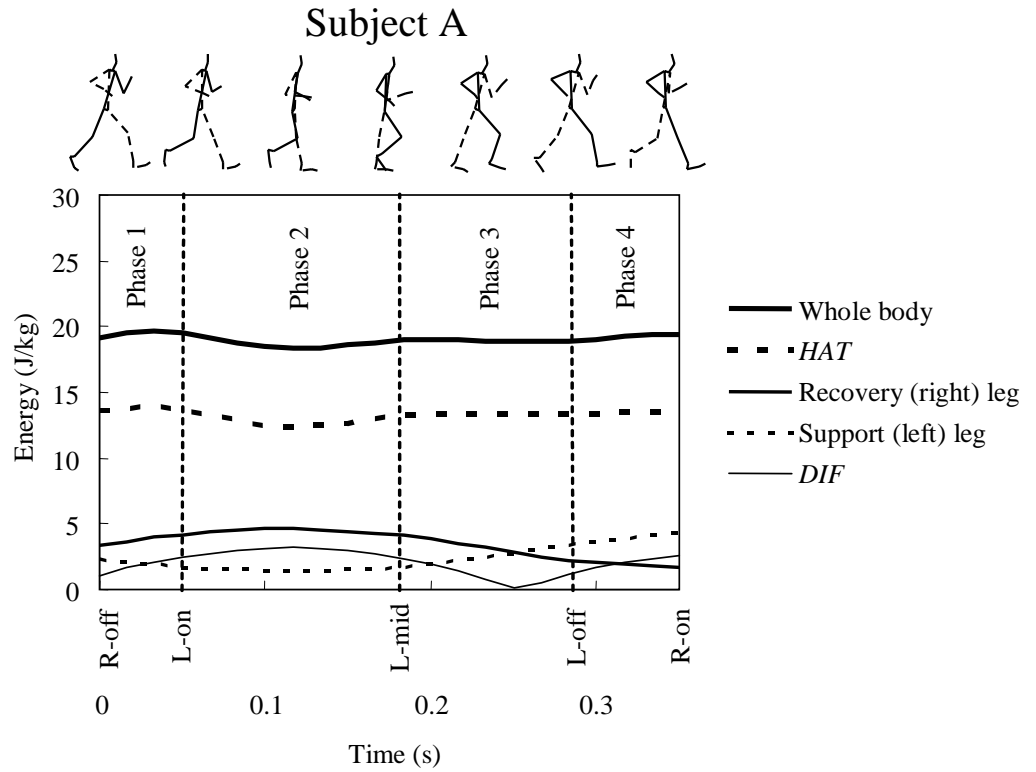 Subject A
30
25
20
15
10
5
0
Energy (J/kg)
Phase 1
Phase 2
Phase 3
Phase 4
Whole body
HAT
Recovery (right) leg
Support (left) leg
DIF
R-off
L-on
L-mid
L-off
R-on
0
0.1
0.2
0.3
Time (s)